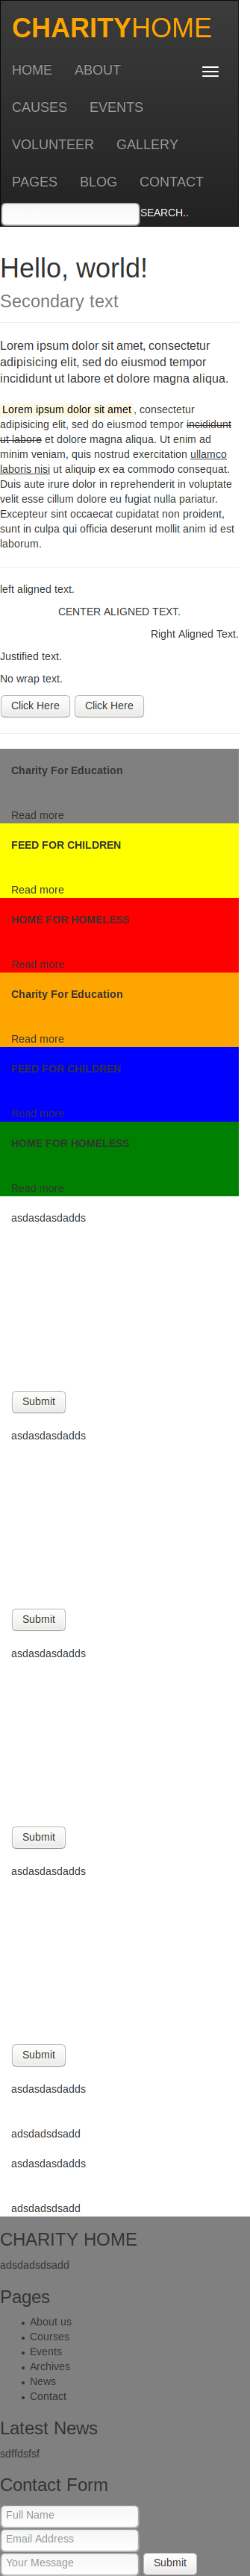 CHARITYHOME
HOME ABOUT
CAUSES EVENTS
VOLUNTEER GALLERY
PAGES BLOG CONTACT
SEARCH..
Hello, world!
Secondary text
Lorem ipsum dolor sit amet, consectetur
adipisicing elit, sed do eiusmod tempor
incididunt ut labore et dolore magna aliqua.
Lorem ipsum dolor sit amet , consectetur
adipisicing elit, sed do eiusmod tempor incididunt
ut labore et dolore magna aliqua. Ut enim ad
minim veniam, quis nostrud exercitation ullamco
laboris nisi ut aliquip ex ea commodo consequat.
Duis aute irure dolor in reprehenderit in voluptate
velit esse cillum dolore eu fugiat nulla pariatur.
Excepteur sint occaecat cupidatat non proident,
sunt in culpa qui officia deserunt mollit anim id est
laborum.
left aligned text.
CENTER ALIGNED TEXT.
Right Aligned Text.
Justified text.
No wrap text.
Click Here Click Here
Charity For Education
Read more
FEED FOR CHILDREN
Read more
HOME FOR HOMELESS
Read more
Charity For Education
Read more
FEED FOR CHILDREN
Read more
HOME FOR HOMELESS
Read more
asdasdasdadds
Submit
asdasdasdadds
Submit
asdasdasdadds
Submit
asdasdasdadds
Submit
asdasdasdadds
adsdadsdsadd
asdasdasdadds
adsdadsdsadd
CHARITY HOME
adsdadsdsadd
Pages
About us
Courses
Events
Archives
News
Contact
Latest News
sdffdsfsf
Contact Form
Full Name
Email Address
Your Message Submit